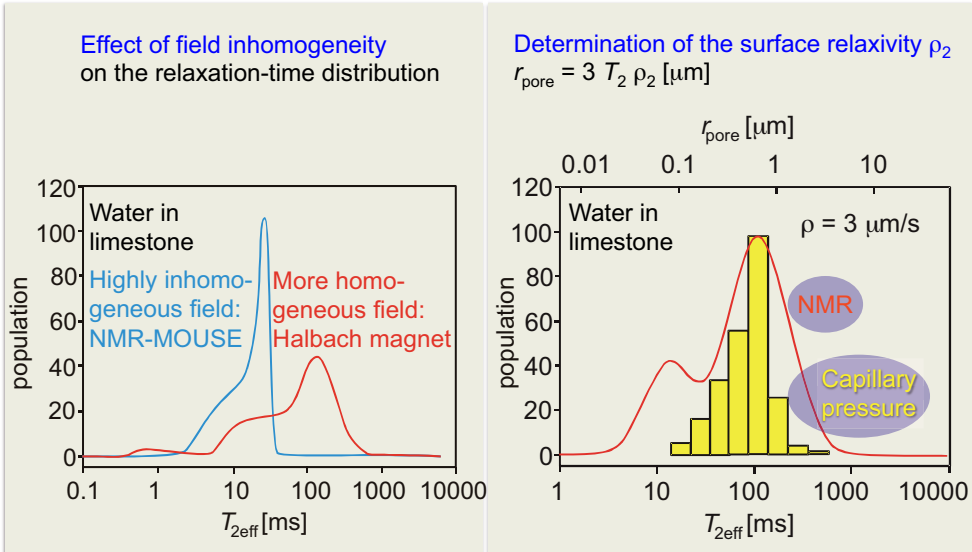 Effect of field inhomogeneity
on the relaxation-time distribution
120
100
80
60
40
20
0
population
Water in
limestone
Highly inhomo-
geneous field:
NMR-MOUSE
More homo-
geneous field:
Halbach magnet
0.1 1 10 100 1000 10000
T2eff [ms]
Determination of the surface relaxivity ρ2
rpore = 3 T2 ρ2 [µm]
rpore [µm]
0.01 0.1 1 10
120
100
80
60
40
20
0
population
Water in
limestone
ρ = 3 µm/s
NMR
Capillary
pressure
1 10 100 1000 10000
T2eff [ms]